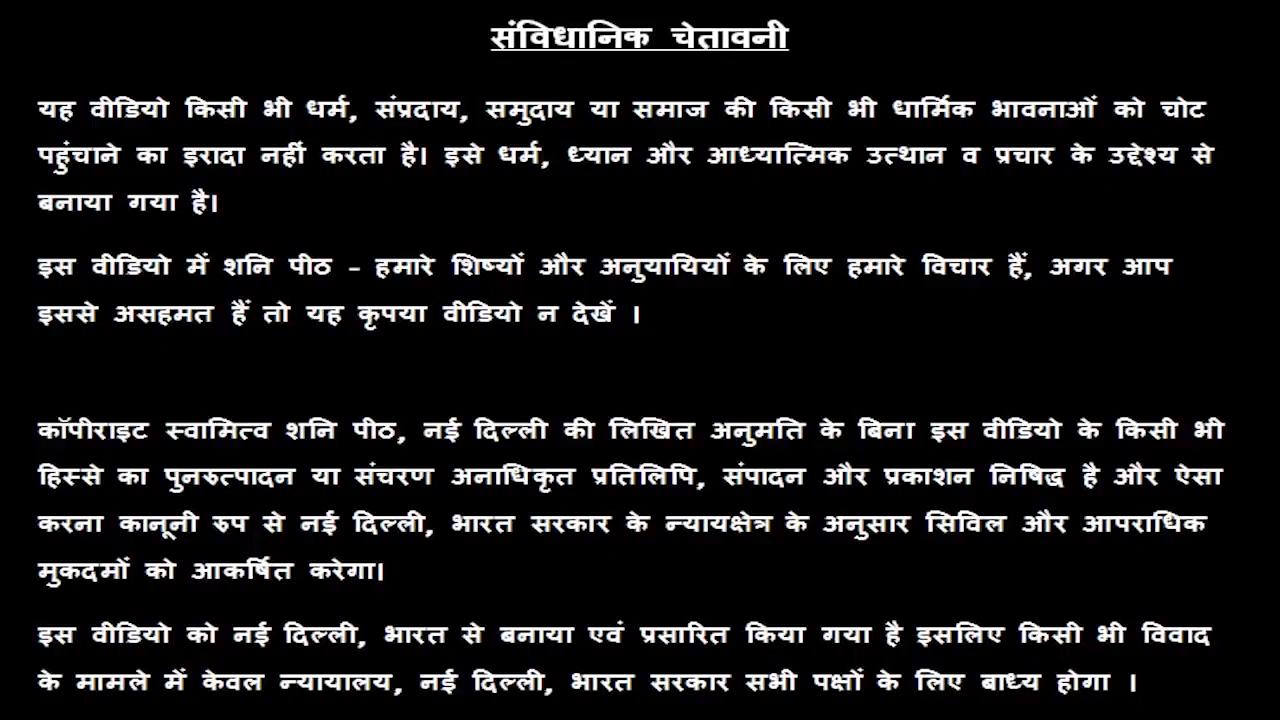 संविधानिक चेतावनी
यह वीडियो किसी भी धर्म, संप्रदाय, समुदाय या समाज की किसी भी धार्मिक भावनाओं को चोट
पहुंचाने का इरादा नहीं करता है। इसे धर्म, ध्यान और आध्यात्मिक उत्थान व प्रचार के उद्देश्य से
बनाया गया है।
इस वीडियो में शनि पीठ – हमारे शिष्यों और अनुयायियों के लिए हमारे विचार हैं, अगर आप
इससे असहमत हैं तो यह कृपया वीडियो न देखें ।
कॉपीराइट स्वामित्व शनि पीठ, नई दिल्ली की लिखित अनुमति के बिना इस वीडियो के किसी भी
हिस्से का पुनरुत्पादन या संचरण अनाधिकृत प्रतिलिपि, संपादन और प्रकाशन निषिद्ध है और ऐसा
करना कानूनी रुप से नई दिल्ली, भारत सरकार के न्यायक्षेत्र के अनुसार सिविल और आपराधिक
मुकदमों को आकर्षित करेगा।
इस वीडियो को नई दिल्ली, भारत से बनाया एवं प्रसारित किया गया है इसलिए किसी भी विवाद
के मामले में केवल न्यायालय, नई दिल्ली, भारत सरकार सभी पक्षों के लिए बाध्य होगा ।